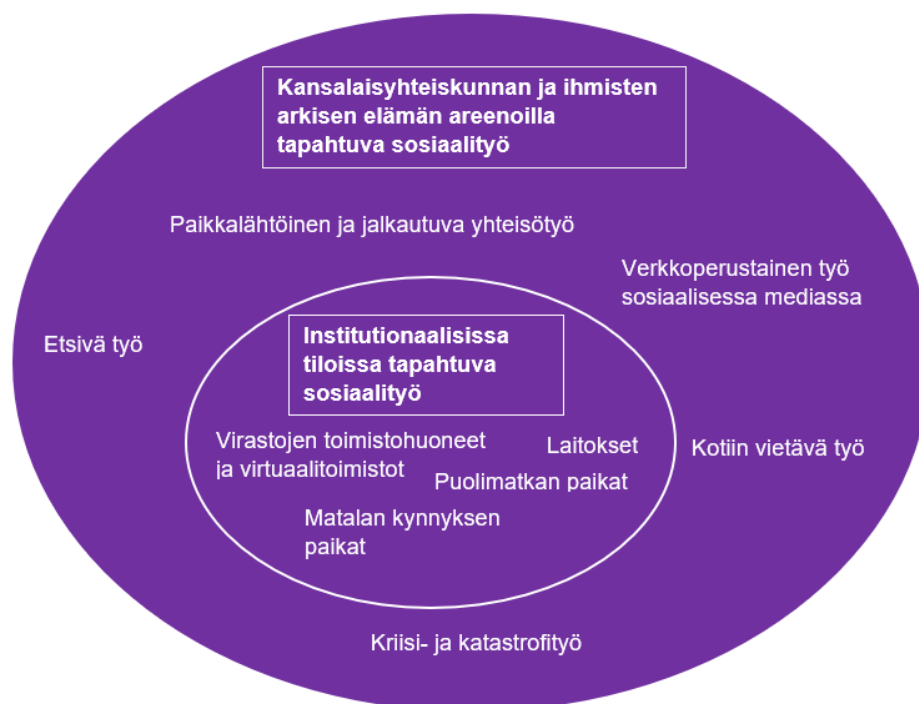 Kansalaisyhteiskunnan ja ihmisten
arkisen elämän areenoilla
tapahtuva sosiaalityö
Paikkalähtöinen ja jalkautuva yhteisötyö
Verkkoperustainen työ
sosiaalisessa mediassa
Etsivä työ
Institutionaalisissa
tiloissa tapahtuva
sosiaalityö
Virastojen toimistohuoneet
ja virtuaalitoimistot
Laitokset
Kotiin vietävä työ
Puolimatkan paikat
Matalan kynnyksen
paikat
Kriisi- ja katastrofityö